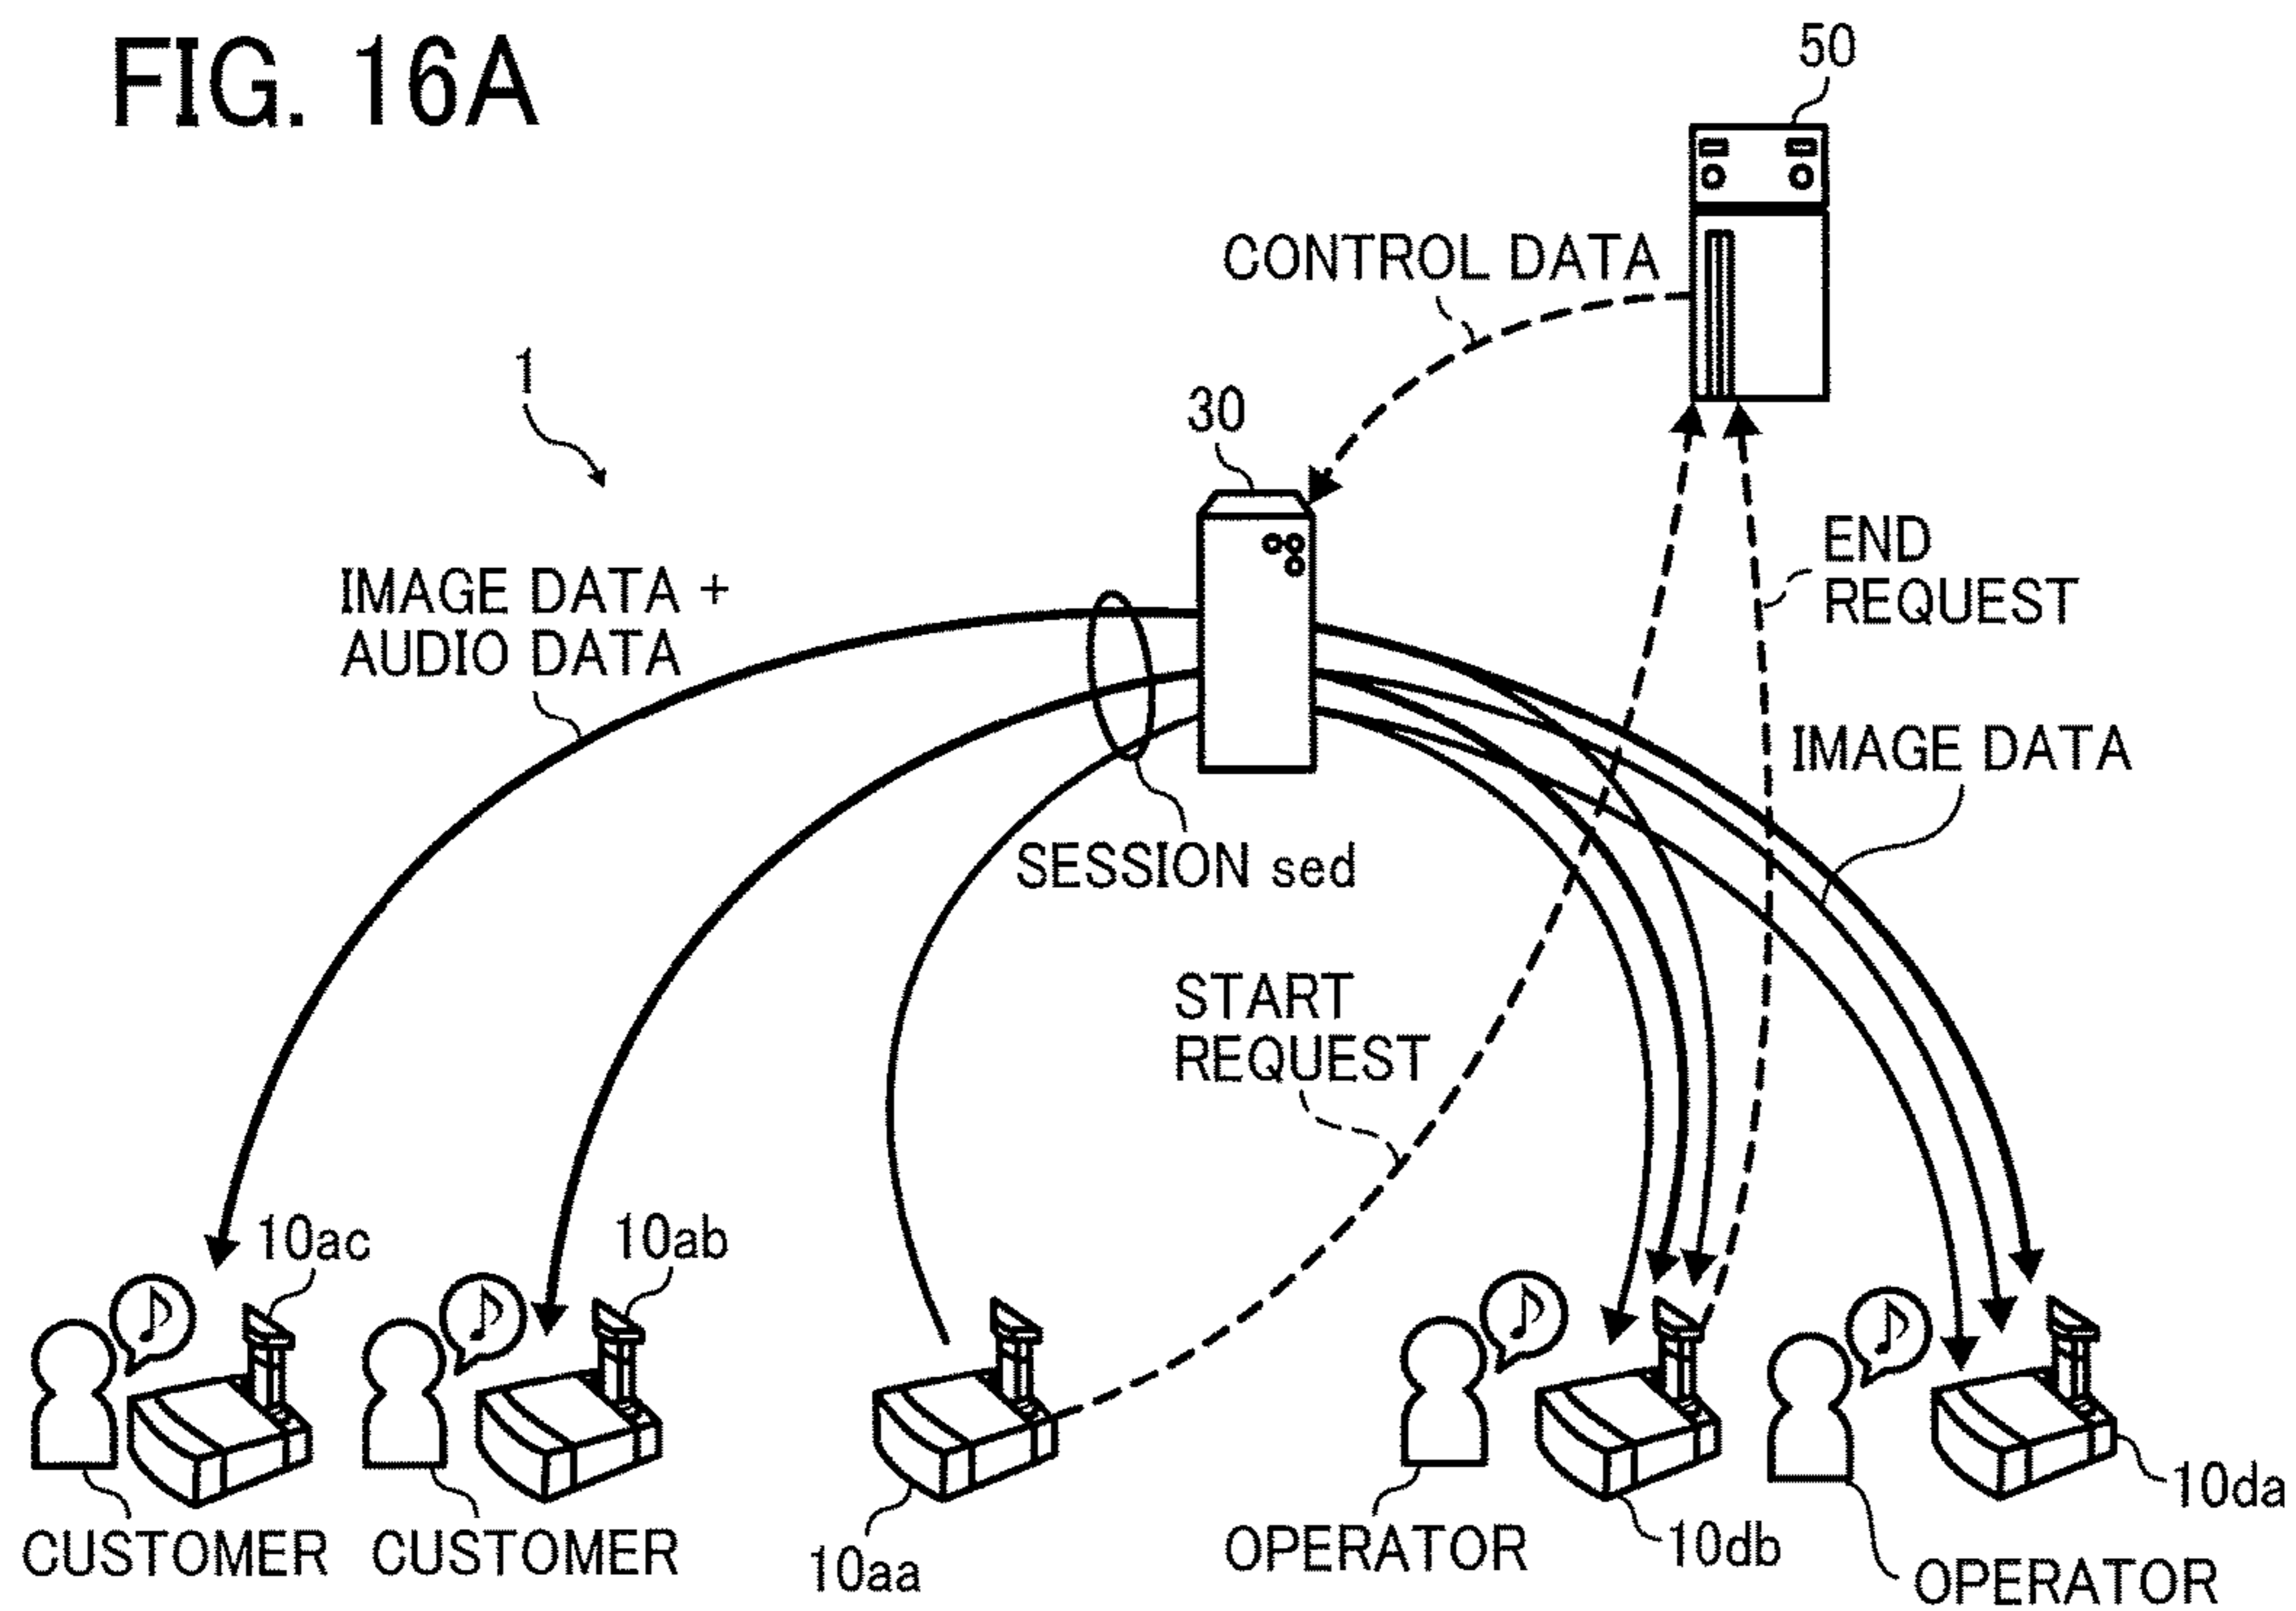 FIG. 16A
50
CONTROL DATA
1
30
END
REQUEST
IMAGE DATA +
AUDIO DATA
IMAGE DATA
SESSION sed
START
REQUEST
10ac
10ab
10da
CUSTOMER
CUSTOMER
10aa
OPERATOR
10db
OPERATOR